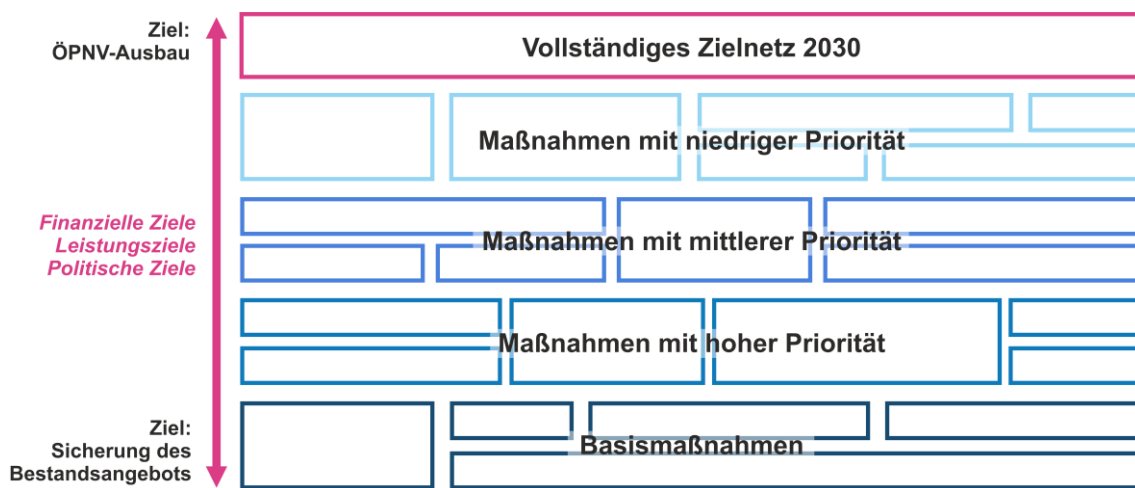 Ziel:
ÖPNV-Ausbau
Vollständiges Zielnetz 2030
Maßnahmen mit niedriger Priorität
Finanzielle Ziele
Leistungsziele
Politische Ziele
Maßnahmen mit mittlerer Priorität
Maßnahmen mit hoher Priorität
Ziel:
Sicherung des
Bestandsangebots
Basismaßnahmen